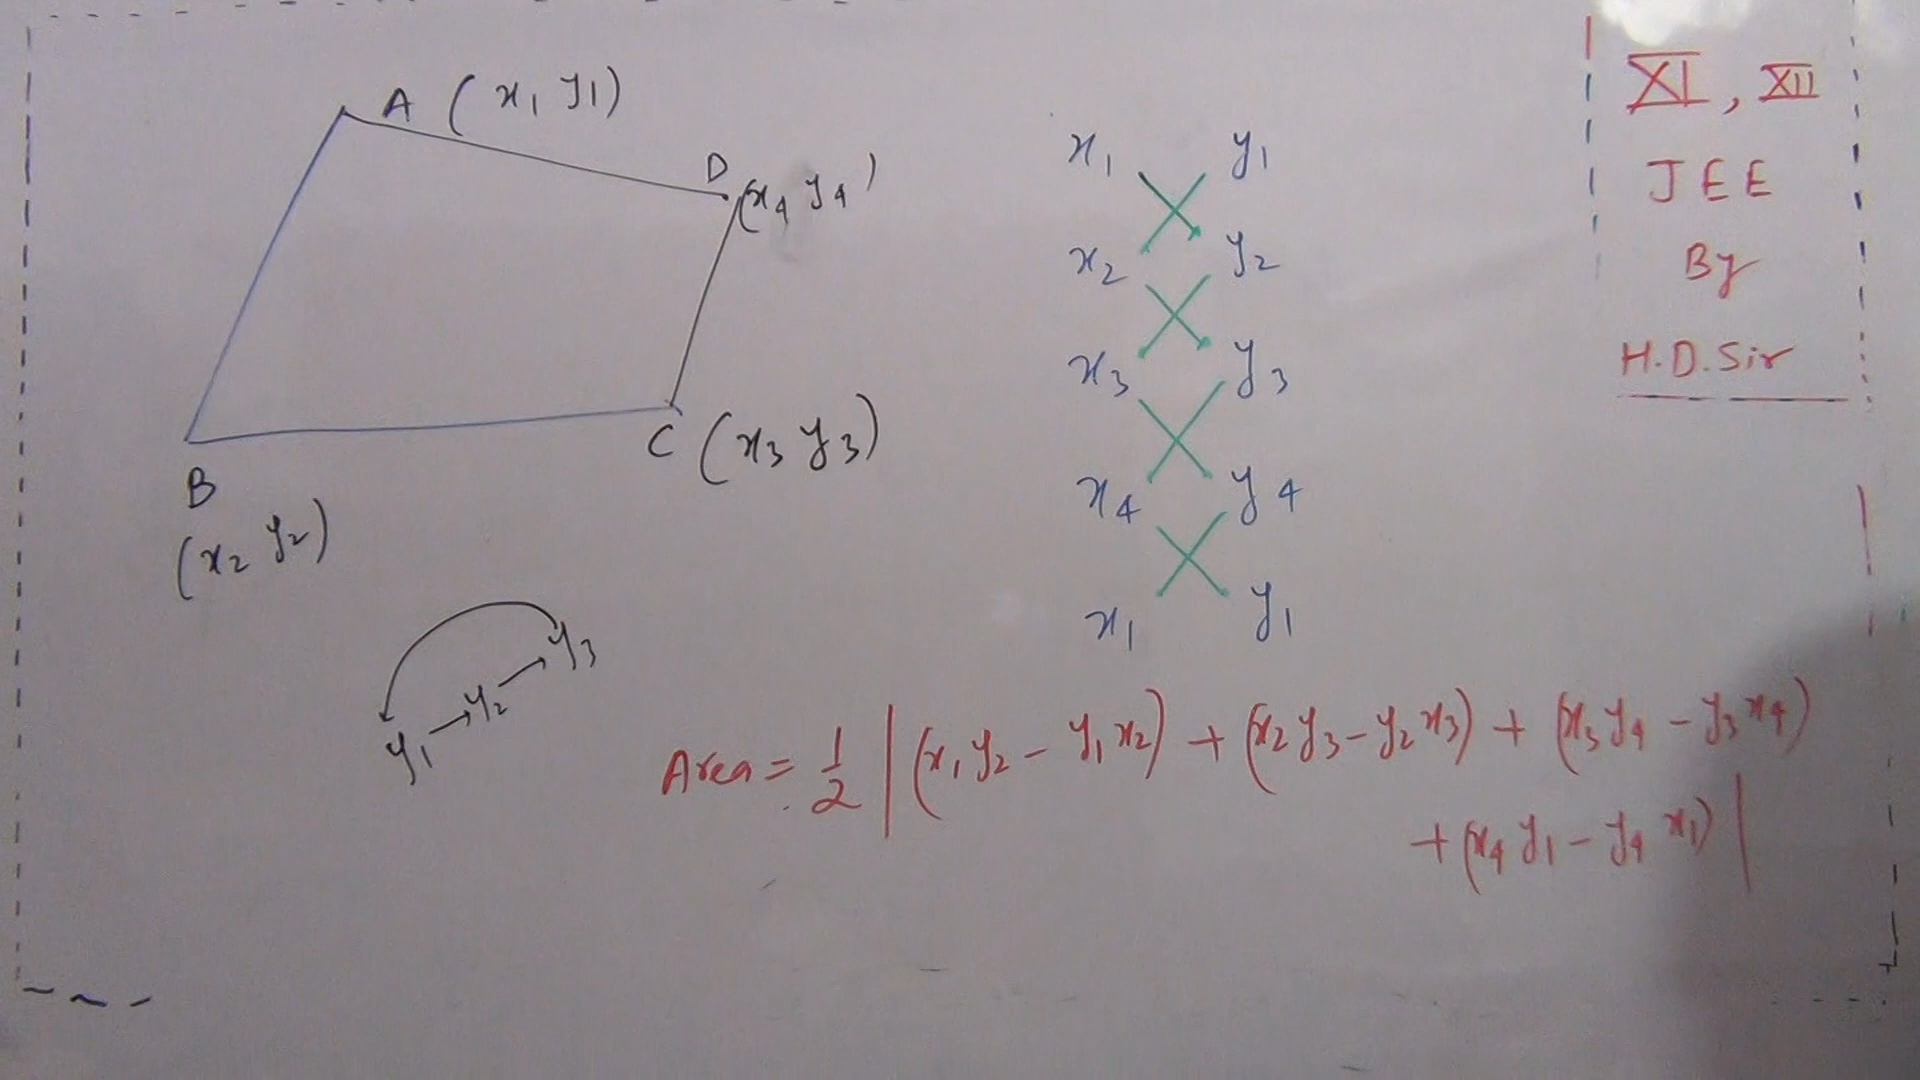 A (x₁ y₁)
D
(x₄ y₄)
C (x₃ y₃)
B
(x₂ y₂)
y₁ → y₂ → y₃
x₁ y₁
x₂ y₂
x₃ y₃
x₄ y₄
x₁ y₁
XI, XII
JEE
By
H.D.Sir
Area = 1/2 | (x₁y₂ - y₁x₂) + (x₂y₃ - y₂x₃) + (x₃y₄ - y₃x₄)
+ (x₄y₁ - y₄x₁) |